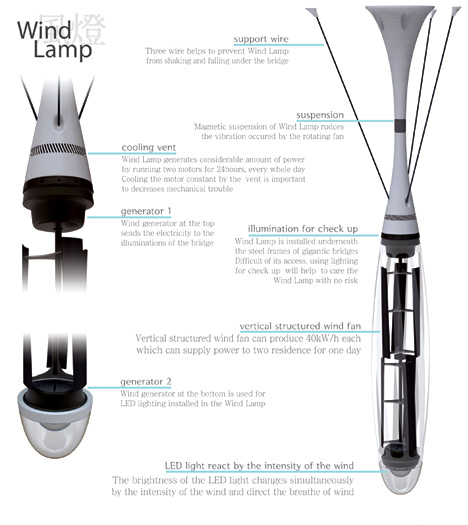 風燈
Wind
Lamp
support wire
Three wire helps to prevent Wind Lamp
from shaking and falling under the bridge
suspension
Magnetic suspension of Wind Lamp rudces
the vibration occured by the rotating fan
cooling vent
Wind Lamp generates considerable amount of power
by running two motors for 24hours, every whole day
Cooling the motor constant by the vent is important
to decreases mechanical trouble
generator 1
Wind generator at the top
sends the electricity to the
illuminations of the bridge
illumination for check up
Wind Lamp is installed underneath
the steel frames of gigantic bridges
Difficult of its access, using lighting
for check up will help to care the
Wind Lamp with no risk
vertical structured wind fan
Vertical structured wind fan can produce 40kW/h each
which can supply power to two residence for one day
generator 2
Wind generator at the bottom is used for
LED lighting installed in the Wind Lamp
LED light react by the intensity of the wind
The brightness of the LED light changes simultaneously
by the intensity of the wind and direct the breathe of wind